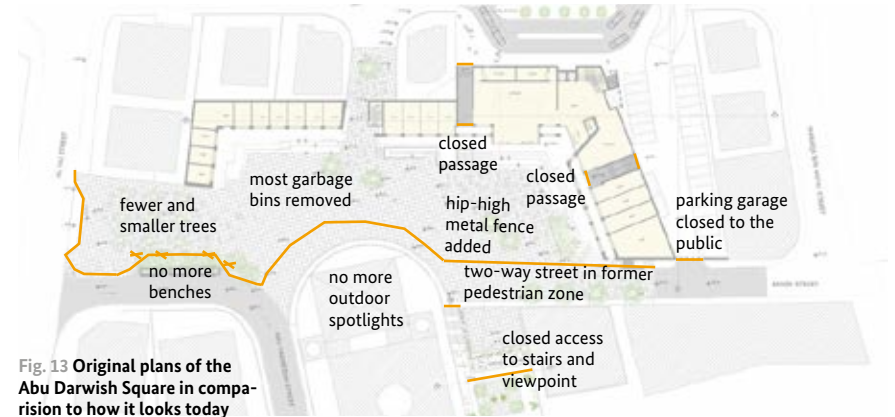 closed
passage
closed
passage
most garbage
bins removed
fewer and
smaller trees
hip-high
metal fence
added
parking garage
closed to the
public
no more
benches
no more
outdoor
spotlights
two-way street in former
pedestrian zone
closed access
to stairs and
viewpoint
Fig. 13 Original plans of the
Abu Darwish Square in compa-
rision to how it looks today